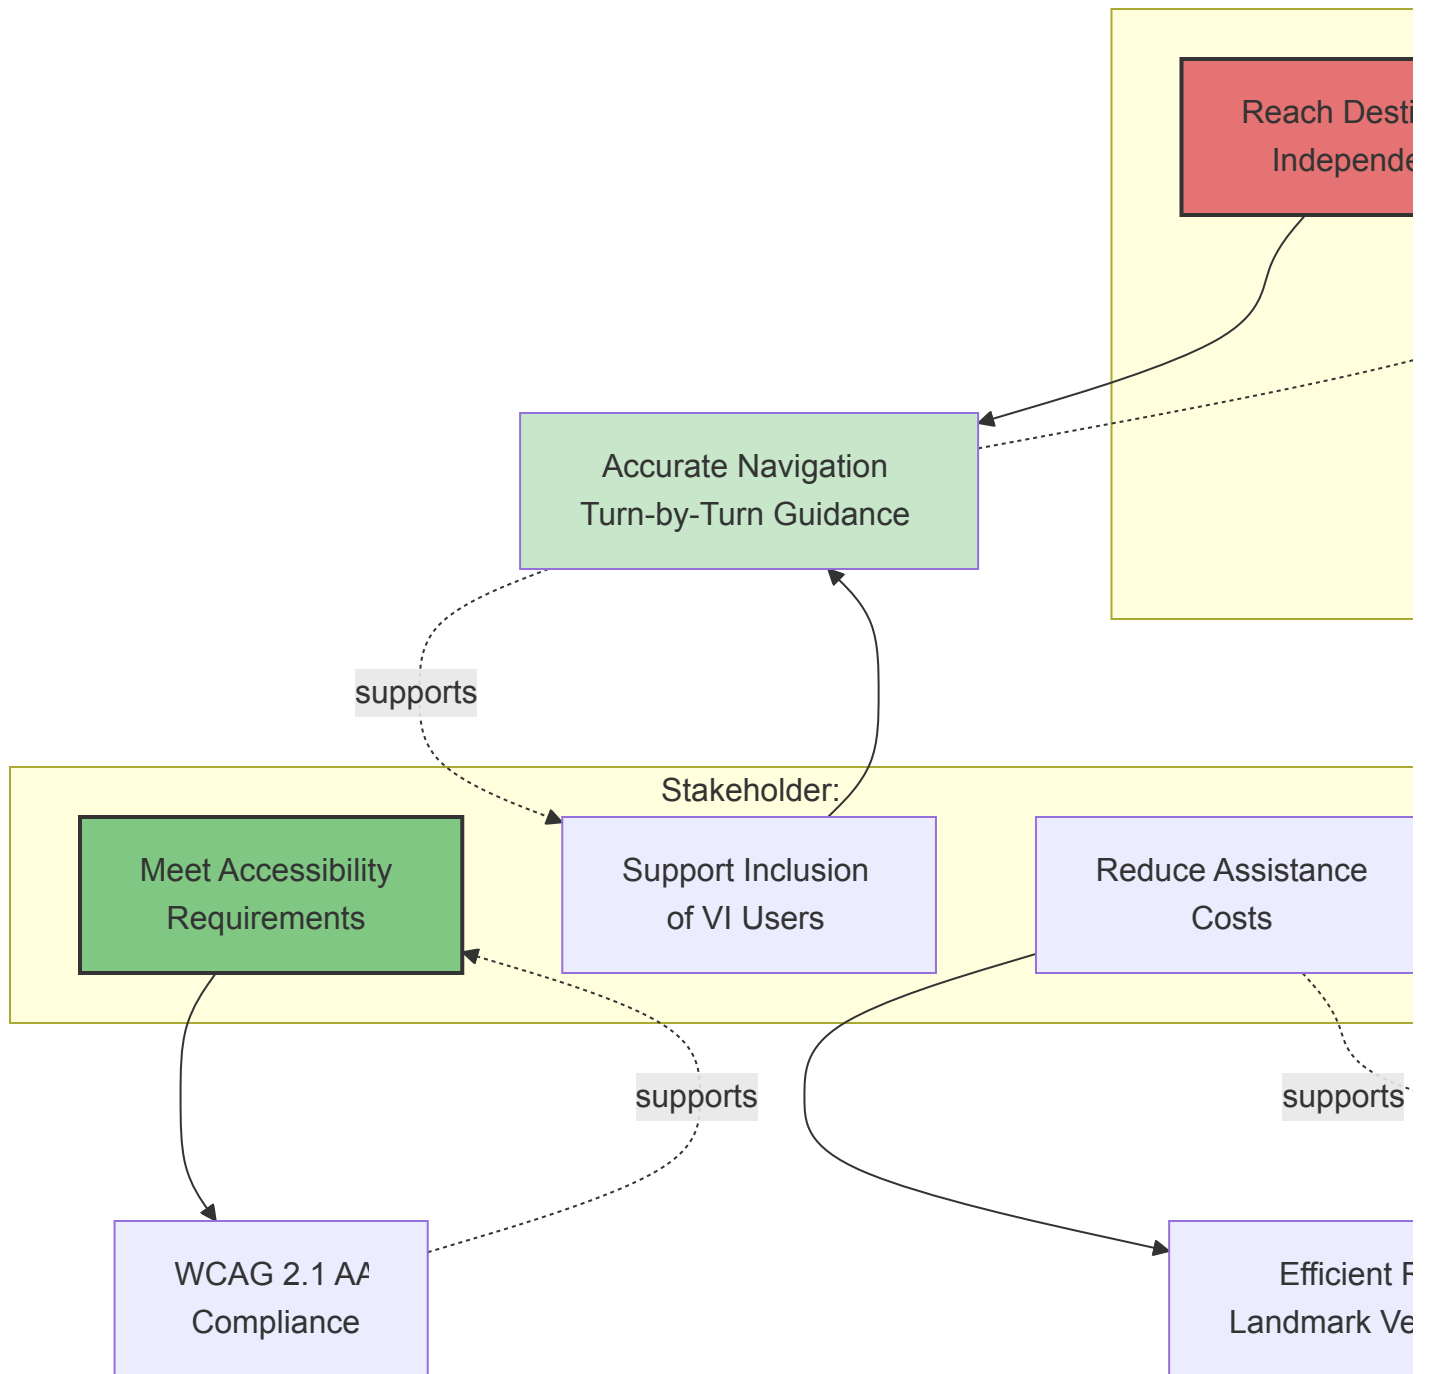 Reach Desti
Independe
Accurate Navigation
Turn-by-Turn Guidance
supports
Stakeholder:
Meet Accessibility
Requirements
Support Inclusion
of VI Users
Reduce Assistance
Costs
supports
supports
WCAG 2.1 AA
Compliance
Efficient
Landmark Ve